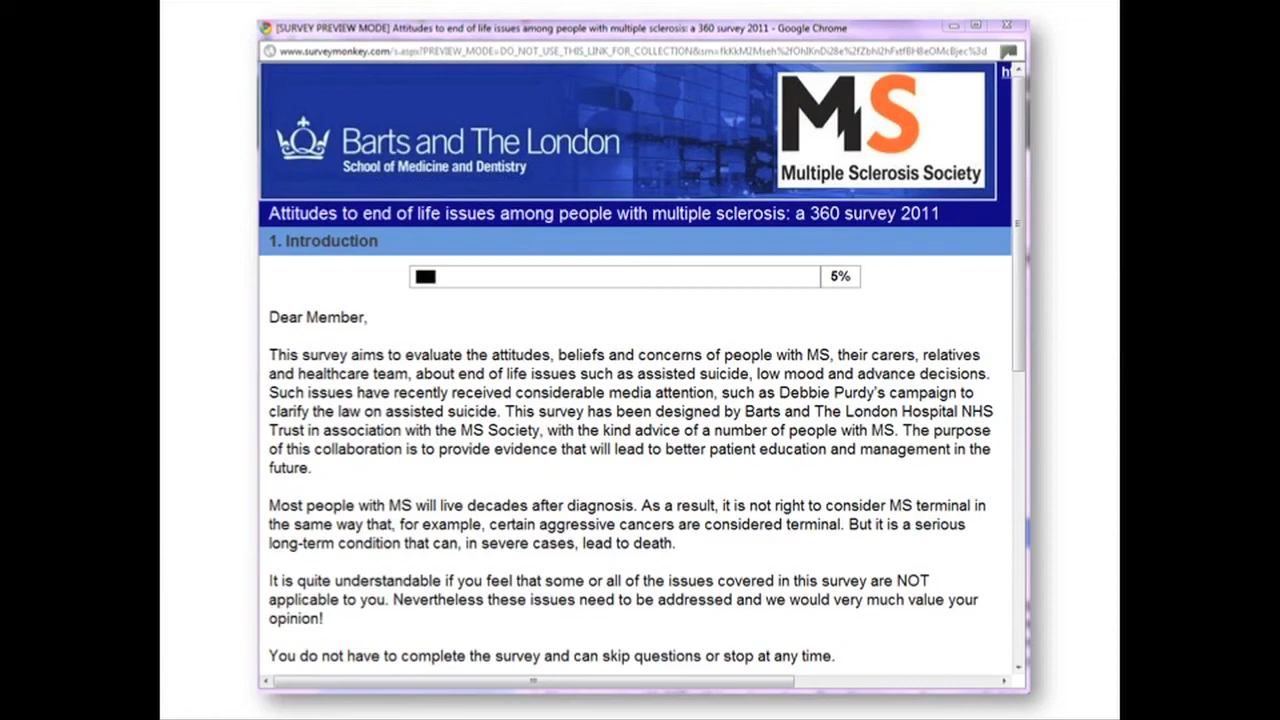 [SURVEY PREVIEW MODE] Attitudes to end of life issues among people with multiple sclerosis: a 360 survey 2011 - Google Chrome
www.surveymonkey.com/s.aspx?PREVIEW_MODE=DO_NOT_USE_THIS_LINK_FOR_COLLECTION&sm=
Barts and The London
School of Medicine and Dentistry
MS
Multiple Sclerosis Society
Attitudes to end of life issues among people with multiple sclerosis: a 360 survey 2011
1. Introduction
5%
Dear Member,
This survey aims to evaluate the attitudes, beliefs and concerns of people with MS, their carers, relatives
and healthcare team, about end of life issues such as assisted suicide, low mood and advance decisions.
Such issues have recently received considerable media attention, such as Debbie Purdy's campaign to
clarify the law on assisted suicide. This survey has been designed by Barts and The London Hospital NHS
Trust in association with the MS Society, with the kind advice of a number of people with MS. The purpose
of this collaboration is to provide evidence that will lead to better patient education and management in the
future.
Most people with MS will live decades after diagnosis. As a result, it is not right to consider MS terminal in
the same way that, for example, certain aggressive cancers are considered terminal. But it is a serious
long-term condition that can, in severe cases, lead to death.
It is quite understandable if you feel that some or all of the issues covered in this survey are NOT
applicable to you. Nevertheless these issues need to be addressed and we would very much value your
opinion!
You do not have to complete the survey and can skip questions or stop at any time.